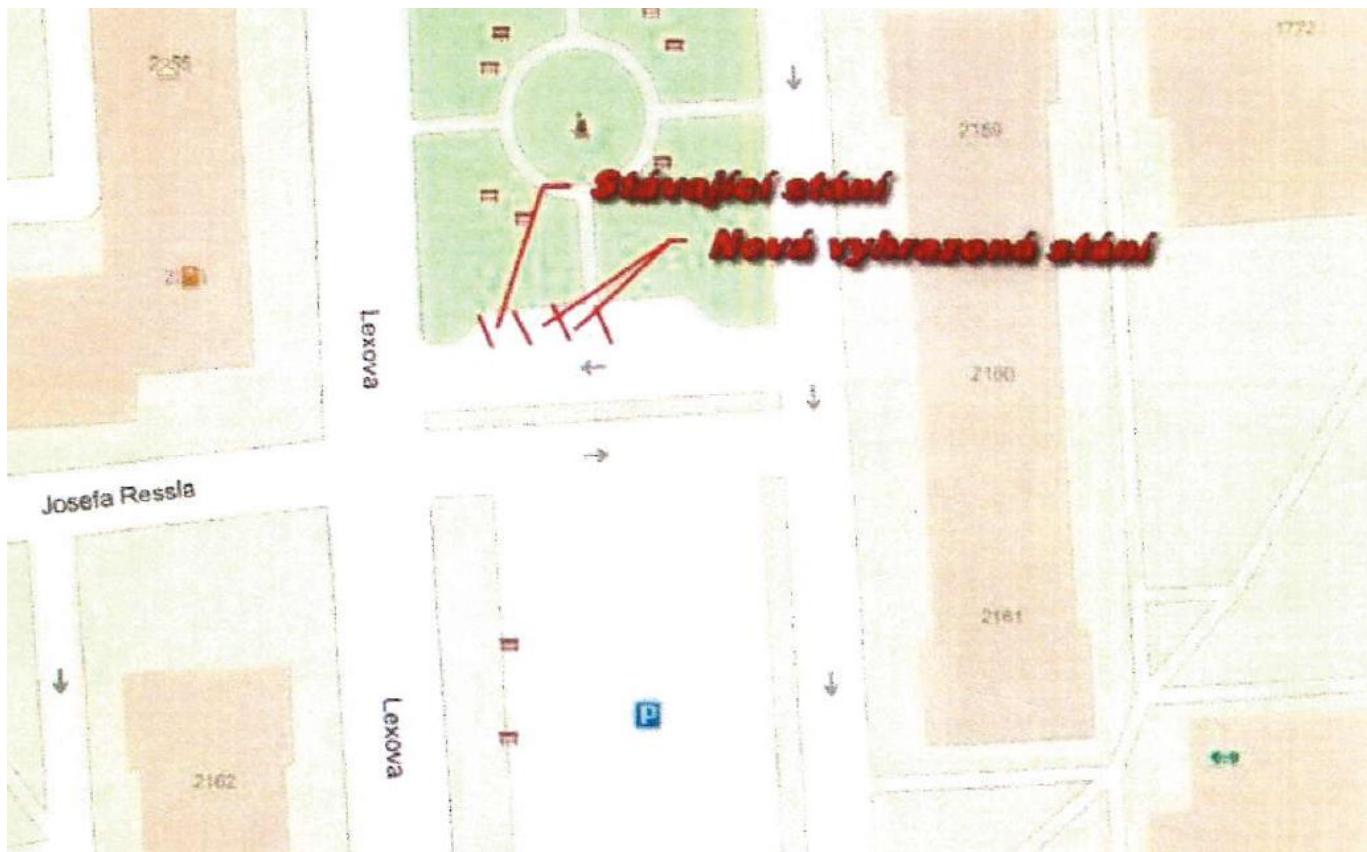 1772
2159
Stávající stání
Nová vyhrazená stání
Lexova
2160
Josefa Ressla
2161
P
Lexova
2162